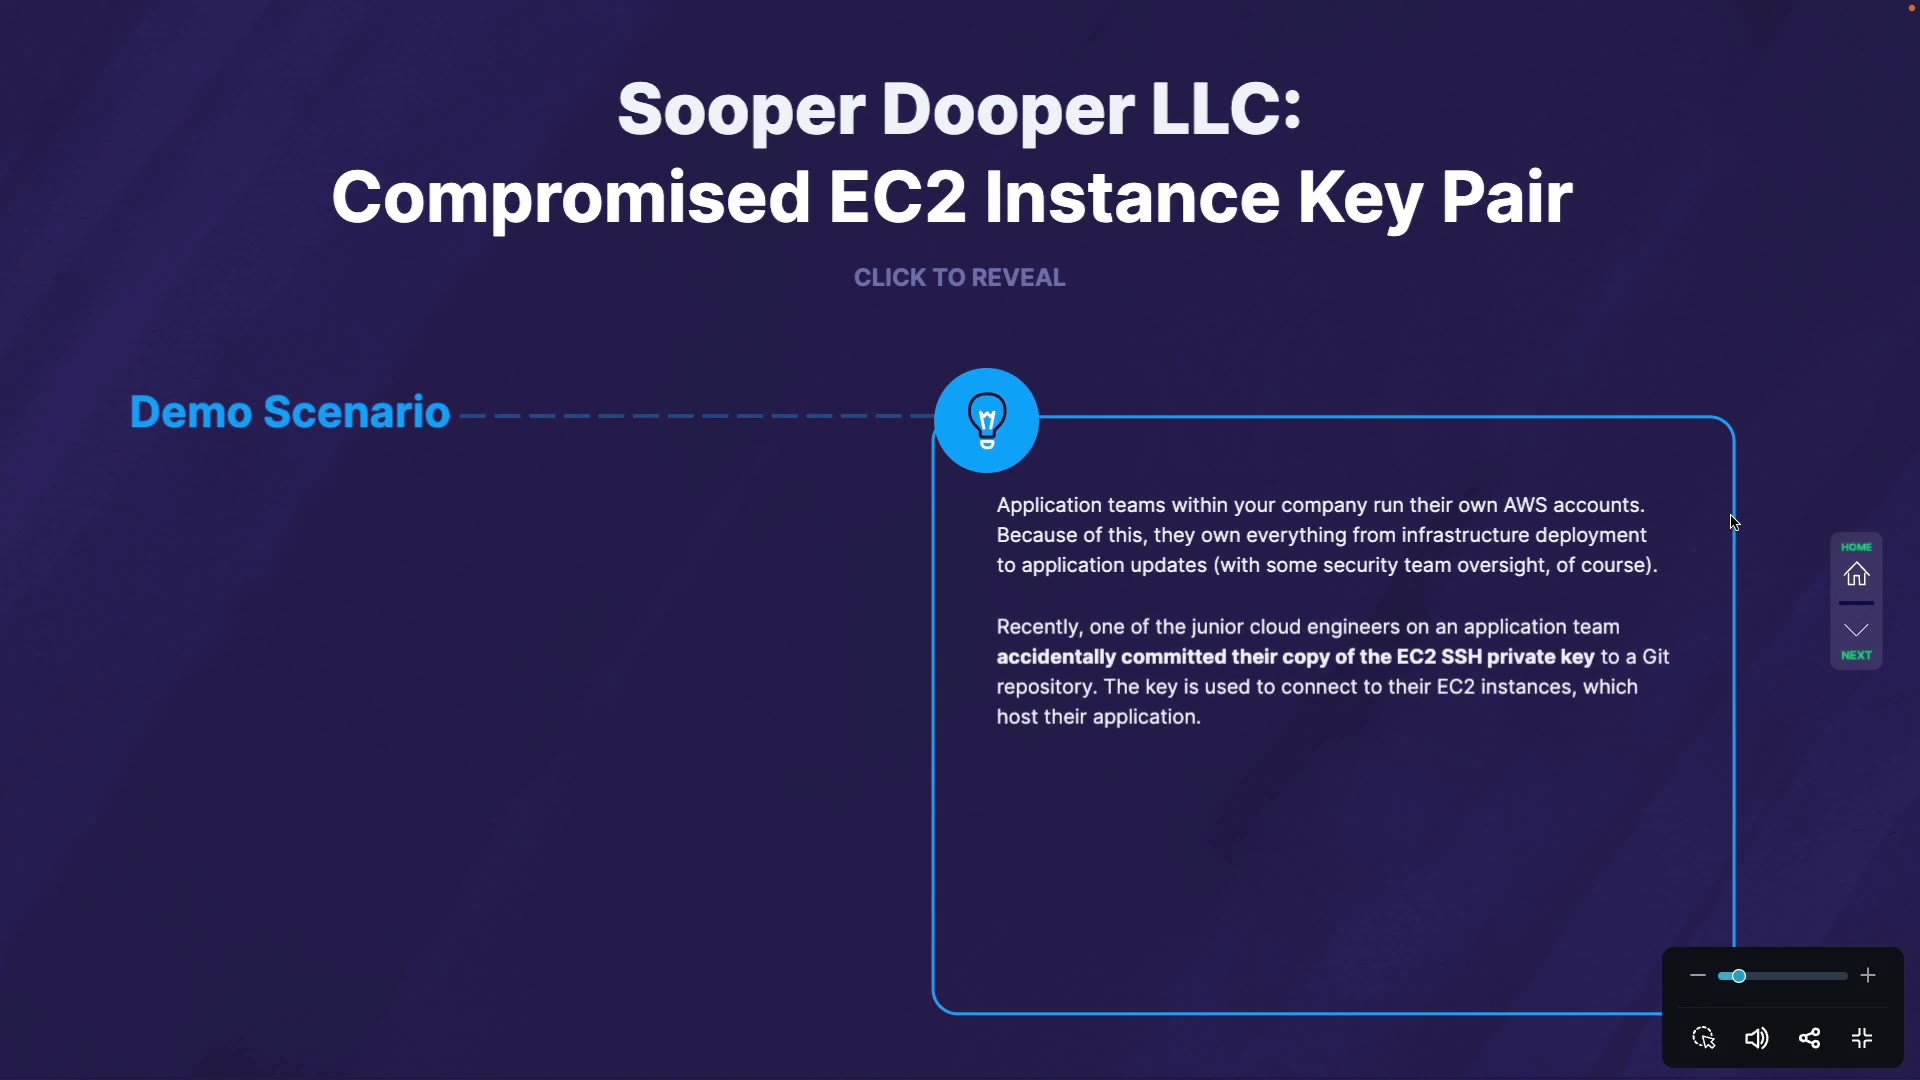 Sooper Dooper LLC:
Compromised EC2 Instance Key Pair
CLICK TO REVEAL
Demo Scenario
Application teams within your company run their own AWS accounts.
Because of this, they own everything from infrastructure deployment
to application updates (with some security team oversight, of course).
Recently, one of the junior cloud engineers on an application team
accidentally committed their copy of the EC2 SSH private key to a Git
repository. The key is used to connect to their EC2 instances, which
host their application.
HOME
NEXT